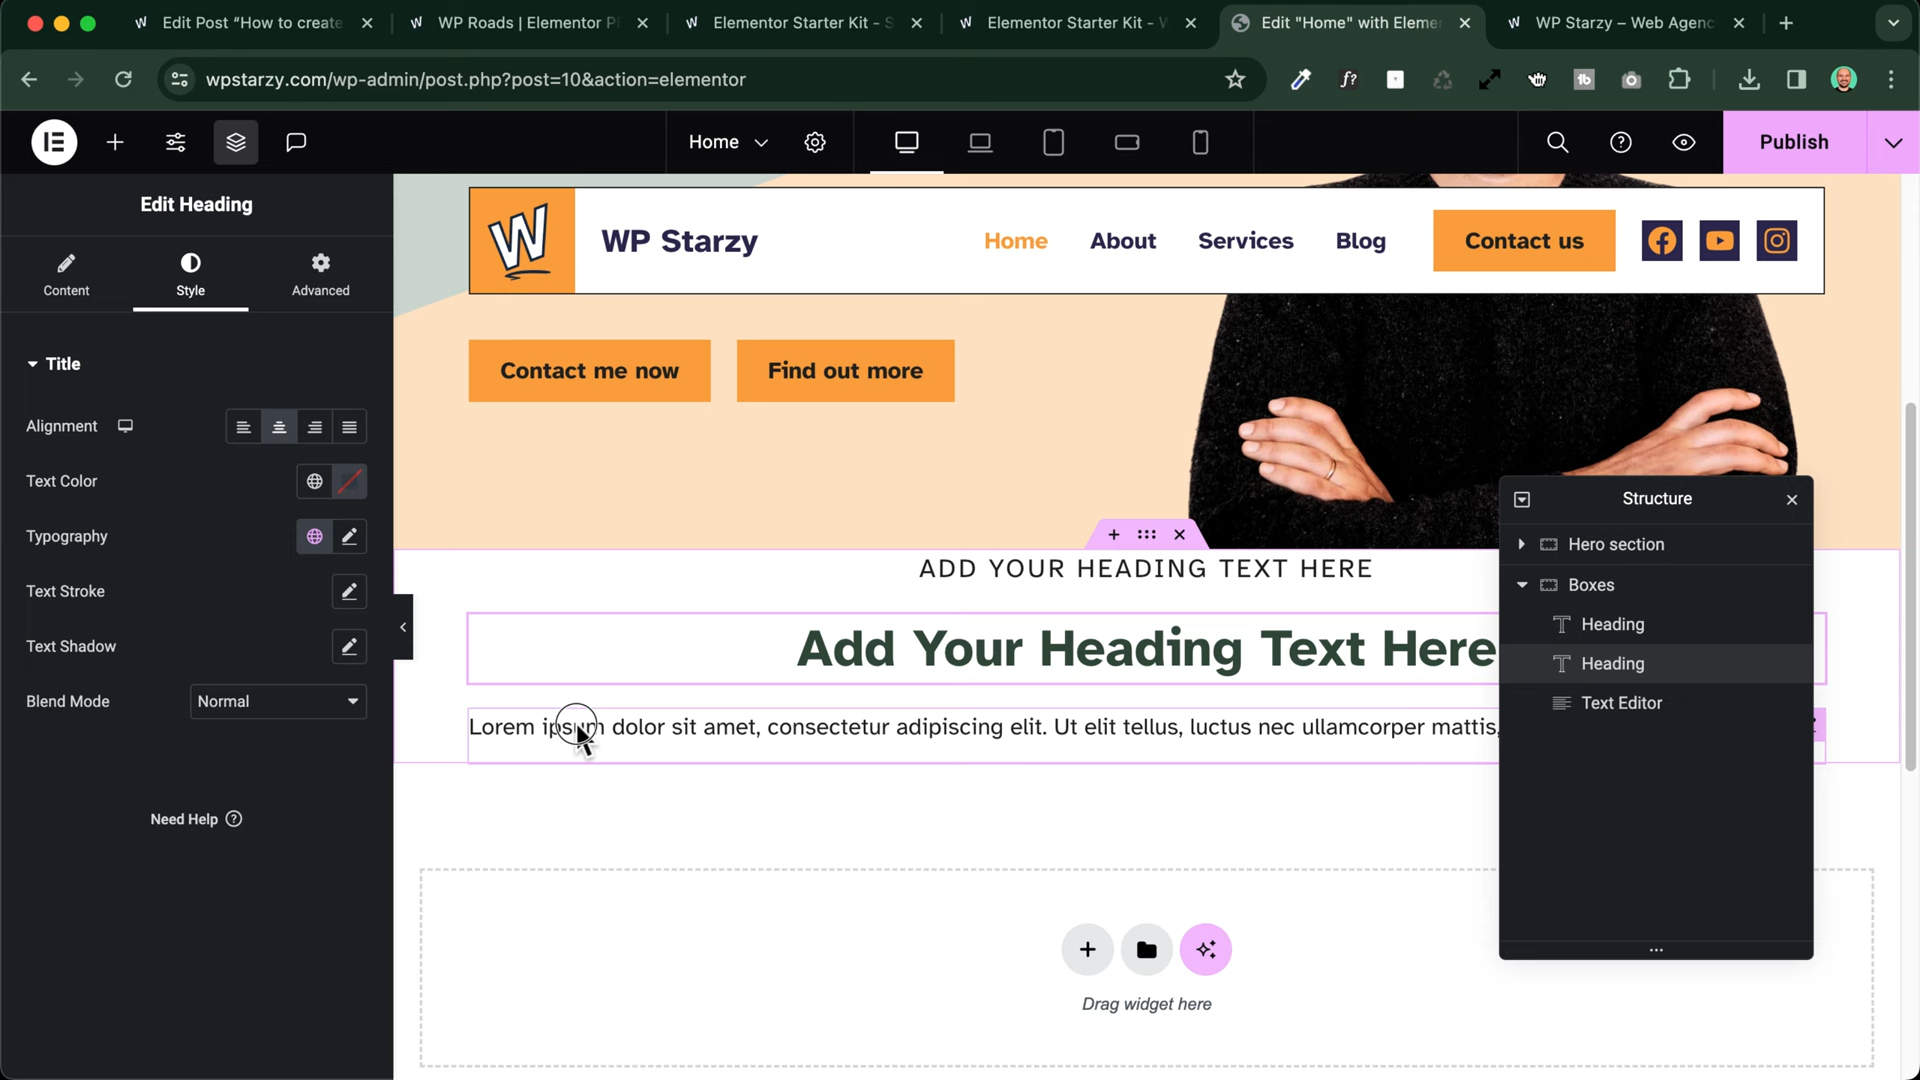 Edit Post “How to create
WP Roads | Elementor P
Elementor Starter Kit - S
Elementor Starter Kit - W
Edit "Home" with Eleme
WP Starzy – Web Agenc
wpstarzy.com/wp-admin/post.php?post=10&action=elementor
f?
tb
Home
Publish
Edit Heading
Content
Style
Advanced
Title
Alignment
Text Color
Typography
Text Stroke
Text Shadow
Blend Mode
Normal
Need Help
W
WP Starzy
Home
About
Services
Blog
Contact us
Contact me now
Find out more
ADD YOUR HEADING TEXT HERE
Add Your Heading Text Here
Lorem ipsum dolor sit amet, consectetur adipiscing elit. Ut elit tellus, luctus nec ullamcorper mattis,
Drag widget here
Structure
Hero section
Boxes
Heading
Heading
Text Editor